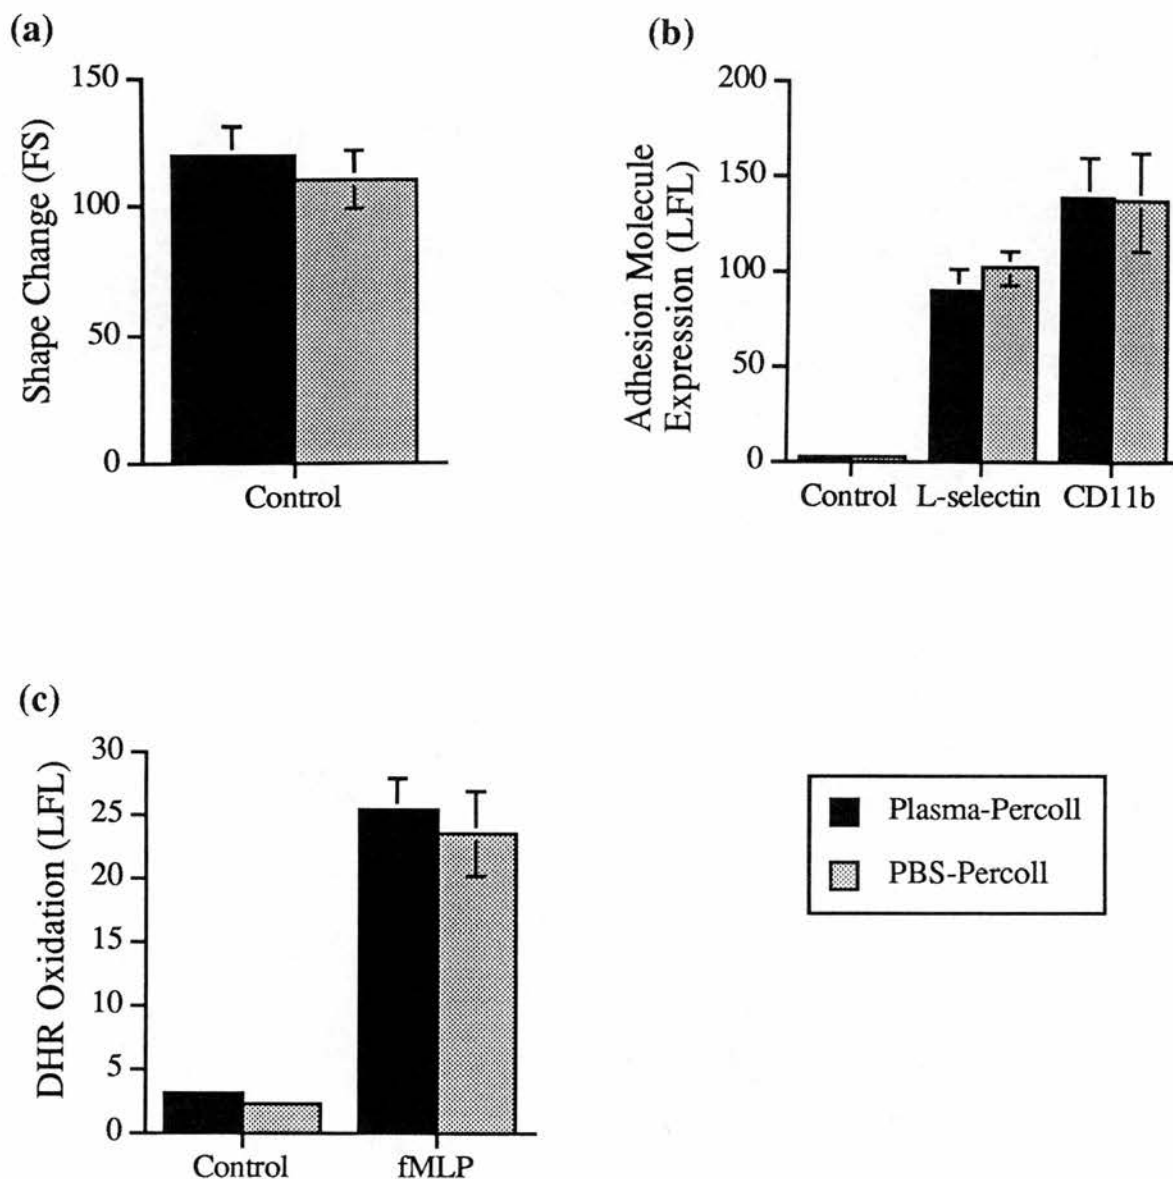 (a)
Shape Change (FS)
150
100
50
0
Control
(b)
Adhesion Molecule
Expression (LFL)
200
150
100
50
0
Control L-selectin CD11b
(c)
DHR Oxidation (LFL)
30
25
20
15
10
5
0
Control fMLP
Plasma-Percoll
PBS-Percoll